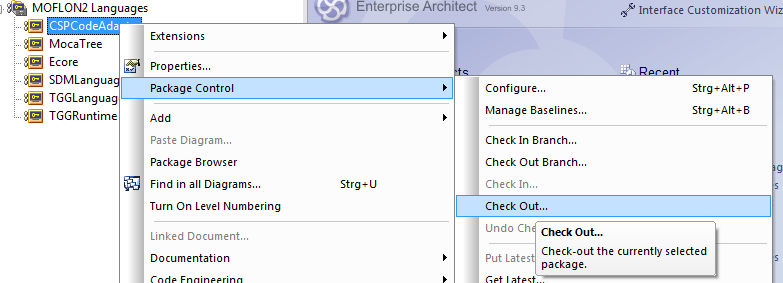 MOFLON2 Languages
CSPCodeAda
MocaTree
Ecore
SDMLanguag
TGGLanguag
TGGRuntime
Enterprise Architect Version 9.3
Interface Customization Wiz
Recent
Extensions
Properties...
Package Control
Add
Paste Diagram...
Package Browser
Find in all Diagrams... Strg+U
Turn On Level Numbering
Linked Document...
Documentation
Code Engineering
Configure... Strg+Alt+P
Manage Baselines... Strg+Alt+B
Check In Branch...
Check Out Branch...
Check In...
Check Out...
Undo Che
Put Latest
Get Latest...
Check Out...
Check-out the currently selected
package.